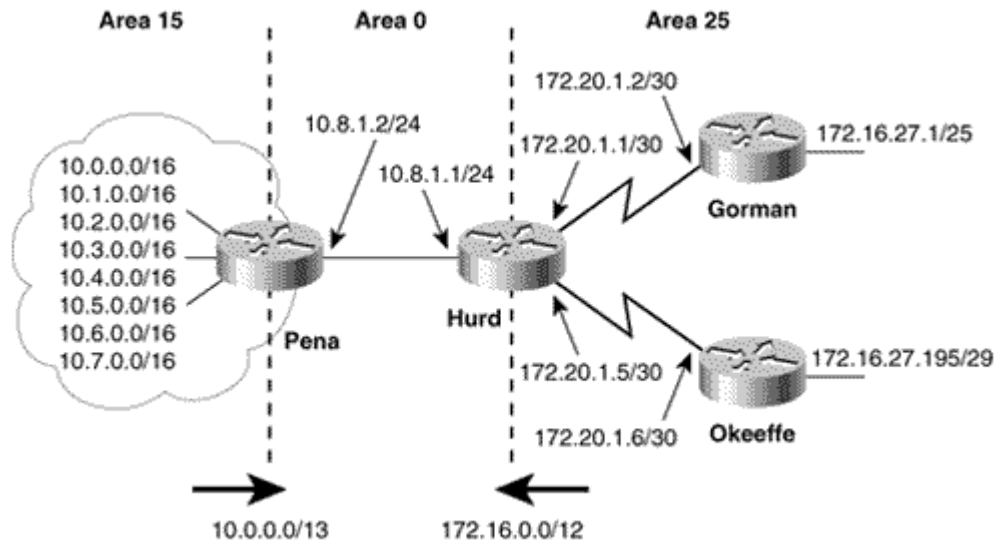 Area 15
Area 0
Area 25
172.20.1.2/30
10.8.1.2/24
172.20.1.1/30
172.16.27.1/25
10.8.1.1/24
10.0.0.0/16
10.1.0.0/16
10.2.0.0/16
10.3.0.0/16
10.4.0.0/16
10.5.0.0/16
10.6.0.0/16
10.7.0.0/16
Gorman
Pena
Hurd
172.20.1.5/30
172.16.27.195/29
172.20.1.6/30
Okeeffe
10.0.0.0/13
172.16.0.0/12